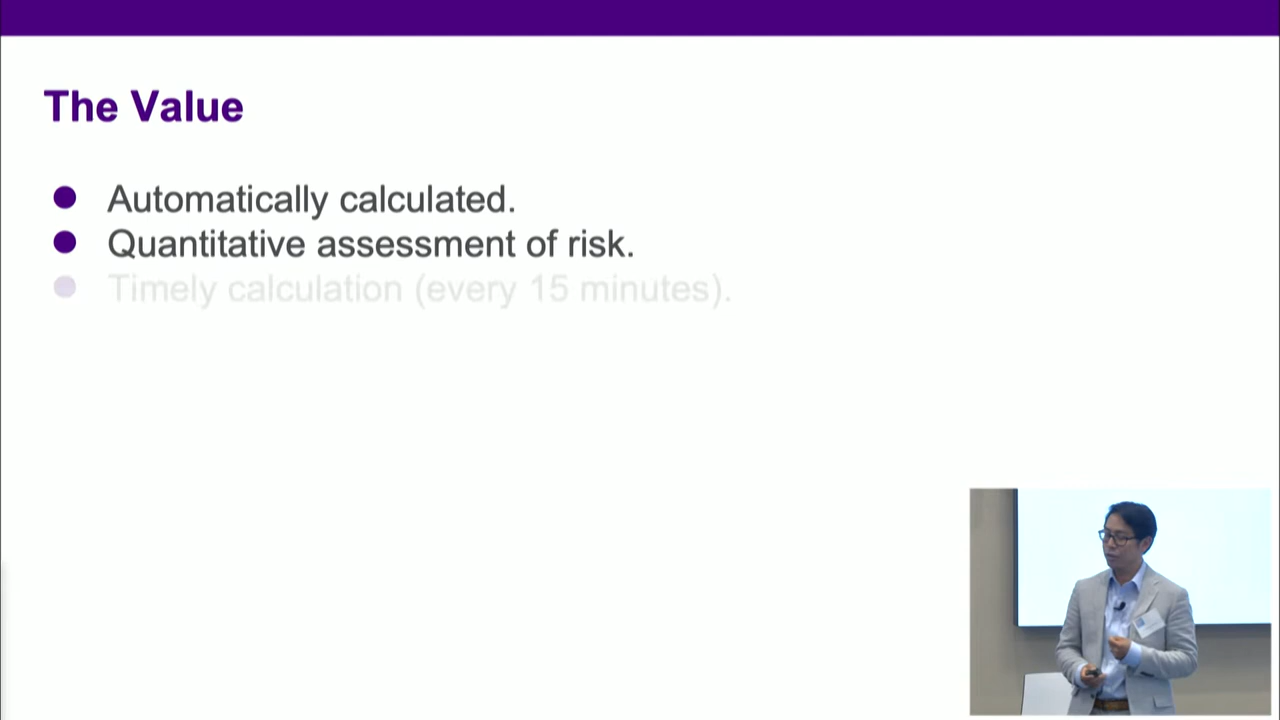 The Value
Automatically calculated.
Quantitative assessment of risk.
Timely calculation (every 15 minutes).